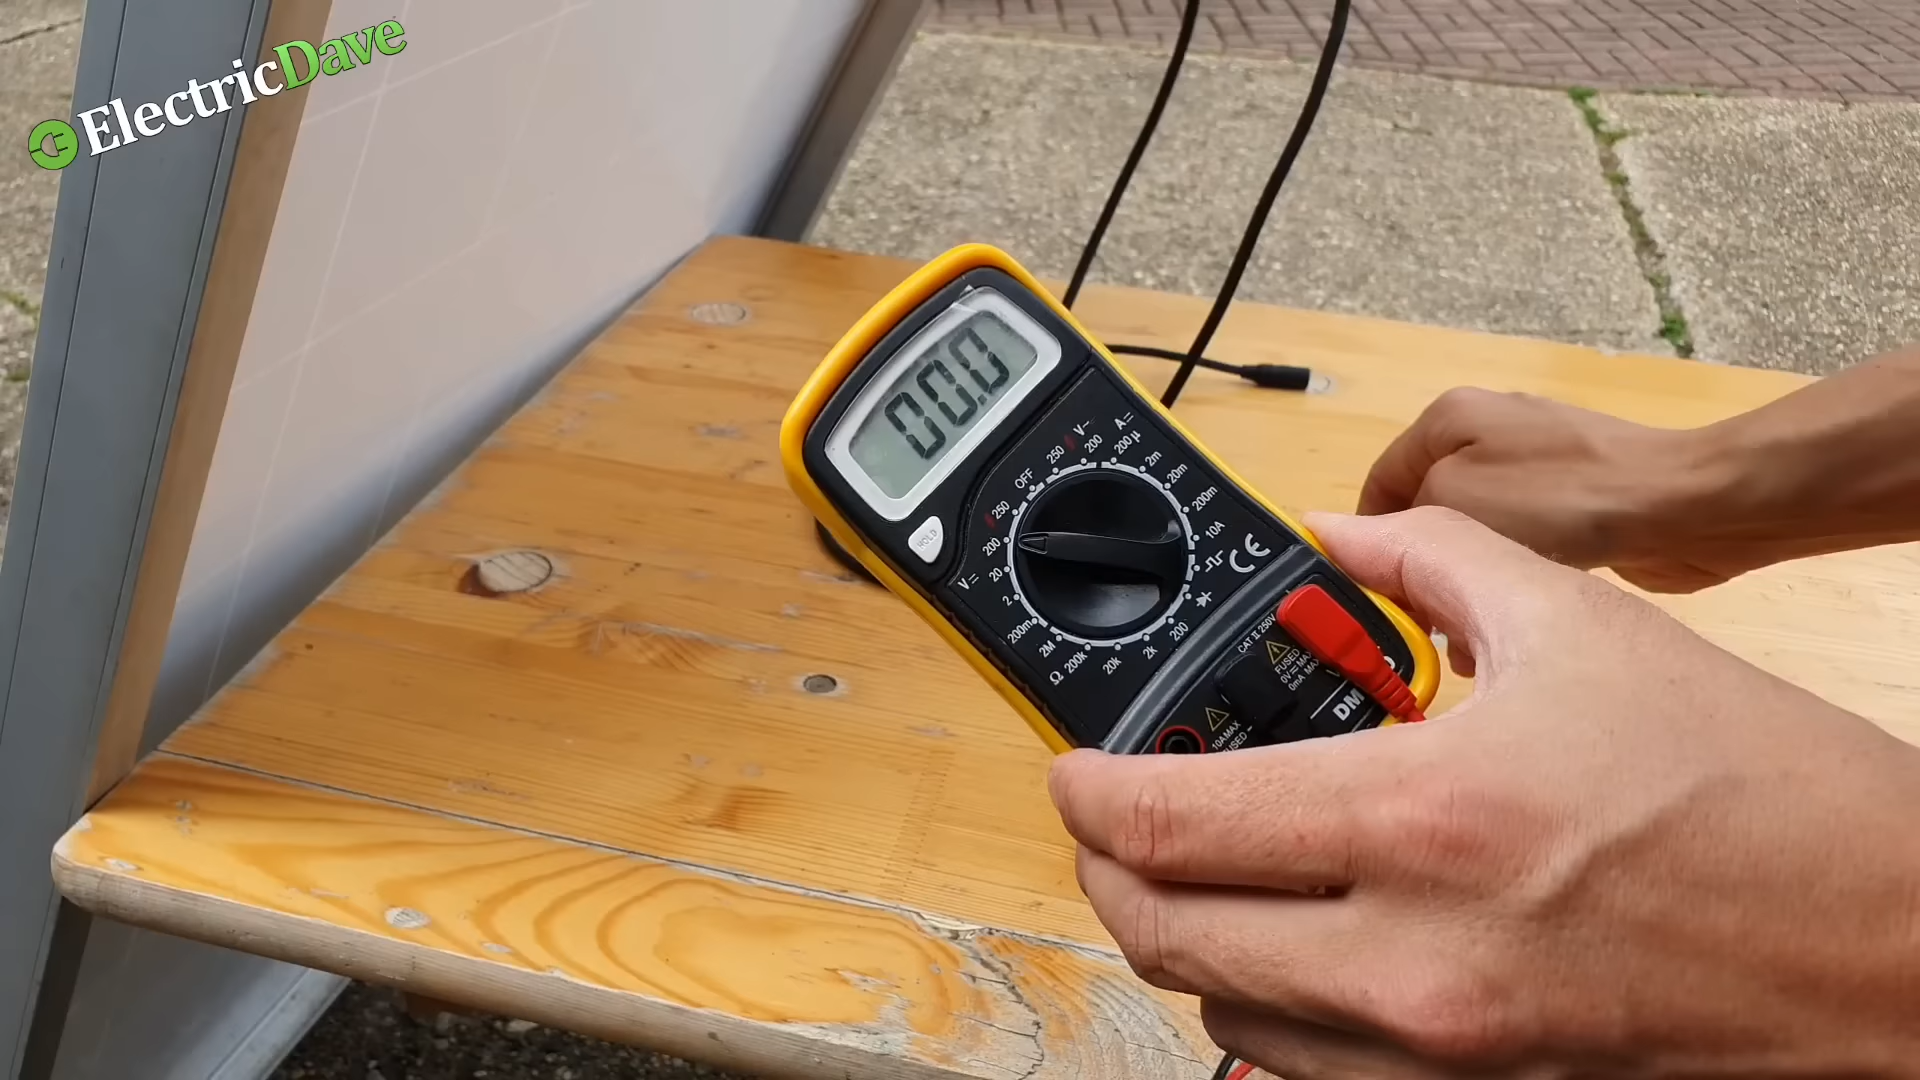 ElectricDave
00.0
HOLD
OFF
250
V~
200
A⎓
200µ
2m
20m
200m
10A
CE
250
200
20
V⎓
2
200m
2M
Ω
200k
20k
2k
200
CAT II 250V
FUSED
10AMAX
DM